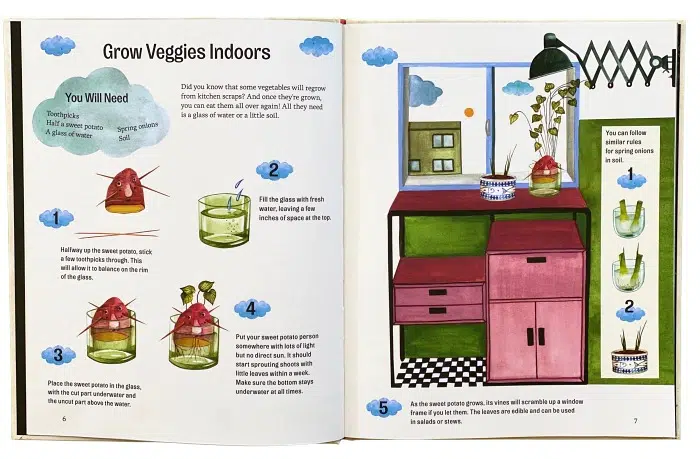 Grow Veggies Indoors
You Will Need
Toothpicks
Half a sweet potato
A glass of water
Spring onions
Soil
Did you know that some vegetables will regrow
from kitchen scraps? And once they're grown,
you can eat them all over again! All they need
is a glass of water or a little soil.
1
Halfway up the sweet potato, stick
a few toothpicks through. This
will allow it to balance on the rim
of the glass.
2
Fill the glass with fresh
water, leaving a few
inches of space at the top.
3
Place the sweet potato in the glass,
with the cut part underwater and
the uncut part above the water.
4
Put your sweet potato person
somewhere with lots of light
but no direct sun. It should
start sprouting shoots with
little leaves within a week.
Make sure the bottom stays
underwater at all times.
6
You can follow
similar rules
for spring onions
in soil.
1
2
5
As the sweet potato grows, its vines will scramble up a window
frame if you let them. The leaves are edible and can be used
in salads or stews.
7